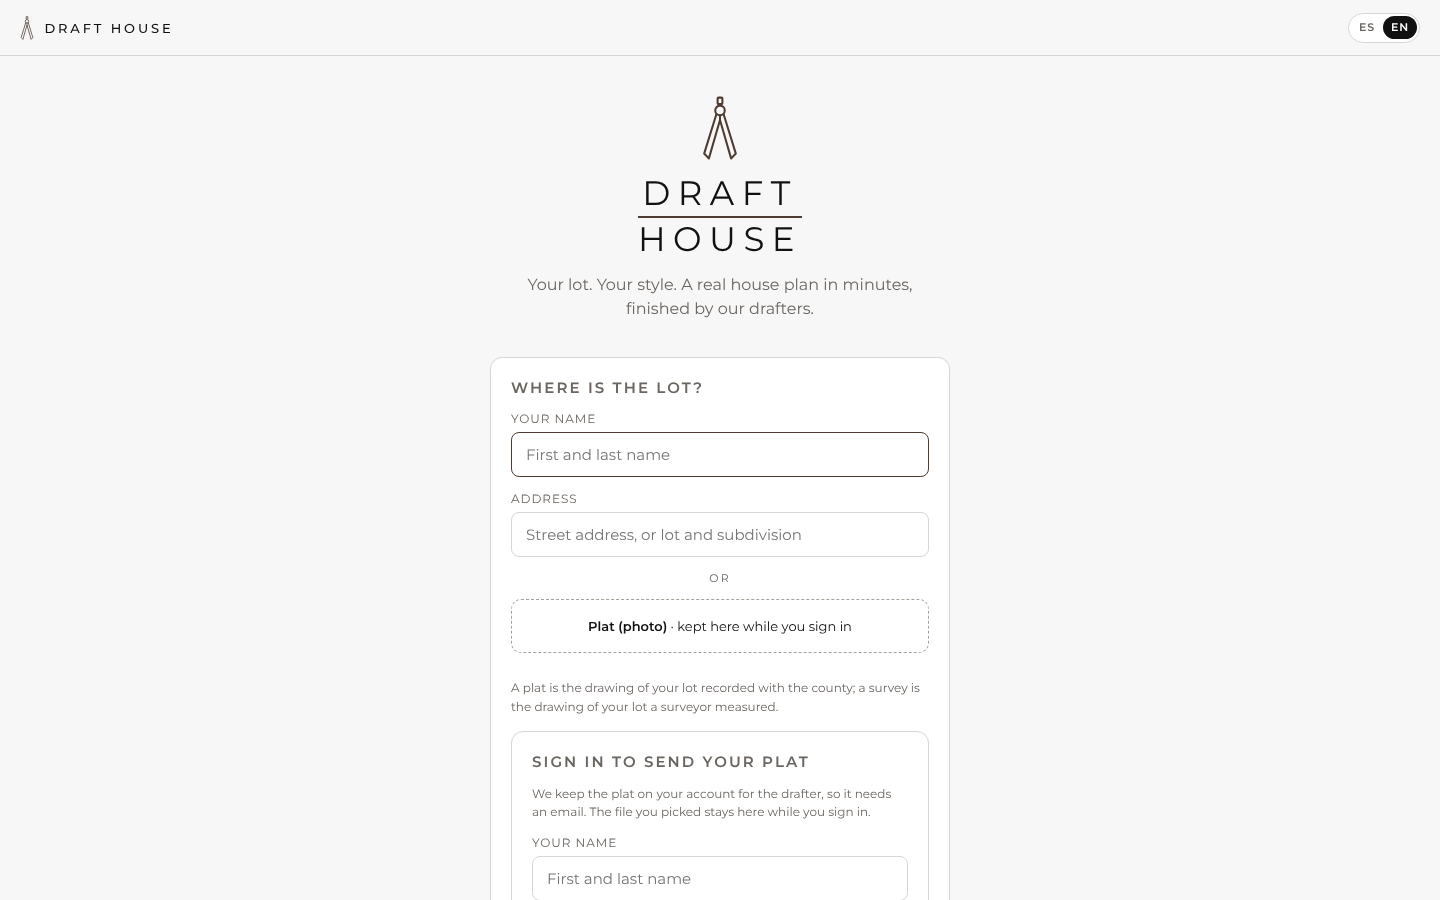 DRAFT HOUSE
ES EN
DRAFT
HOUSE
Your lot. Your style. A real house plan in minutes,
finished by our drafters.
WHERE IS THE LOT?
YOUR NAME
First and last name
ADDRESS
Street address, or lot and subdivision
OR
Plat (photo) · kept here while you sign in
A plat is the drawing of your lot recorded with the county; a survey is
the drawing of your lot a surveyor measured.
SIGN IN TO SEND YOUR PLAT
We keep the plat on your account for the drafter, so it needs
an email. The file you picked stays here while you sign in.
YOUR NAME
First and last name